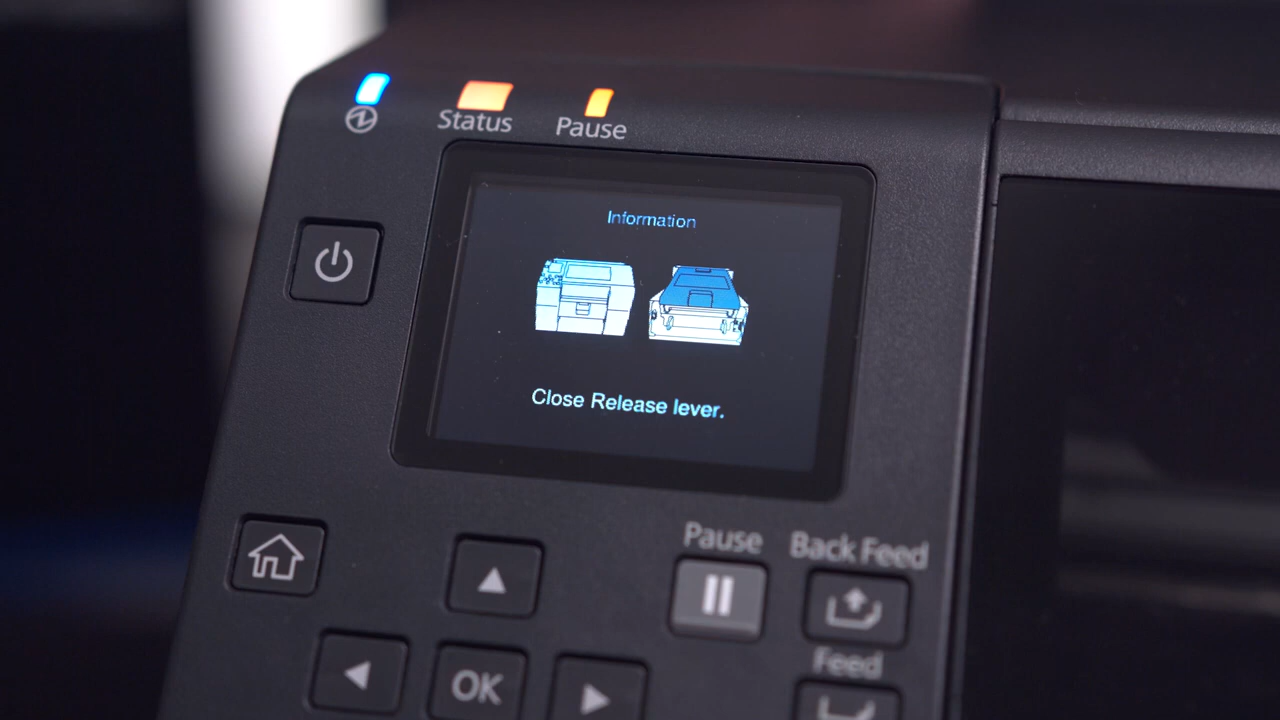 Status
Pause
Information
Close Release lever.
Pause
Back Feed
Feed
OK